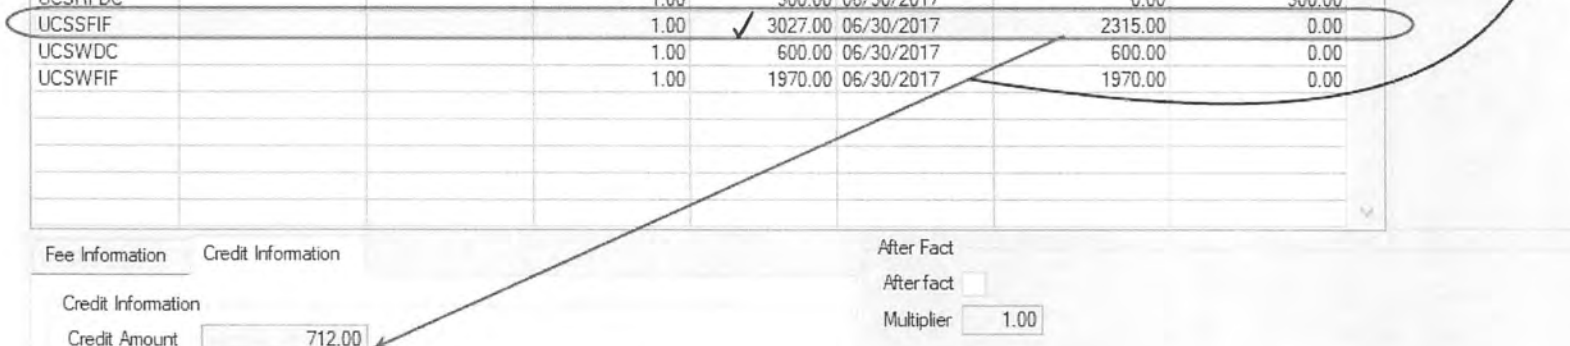 UCSSFIF 1.00 3027.00 06/30/2017 2315.00 0.00
UCSWDC 1.00 600.00 06/30/2017 600.00 0.00
UCSWFIF 1.00 1970.00 06/30/2017 1970.00 0.00
Fee Information Credit Information After Fact
After fact
Credit Information
Multiplier 1.00
Credit Amount 712.00